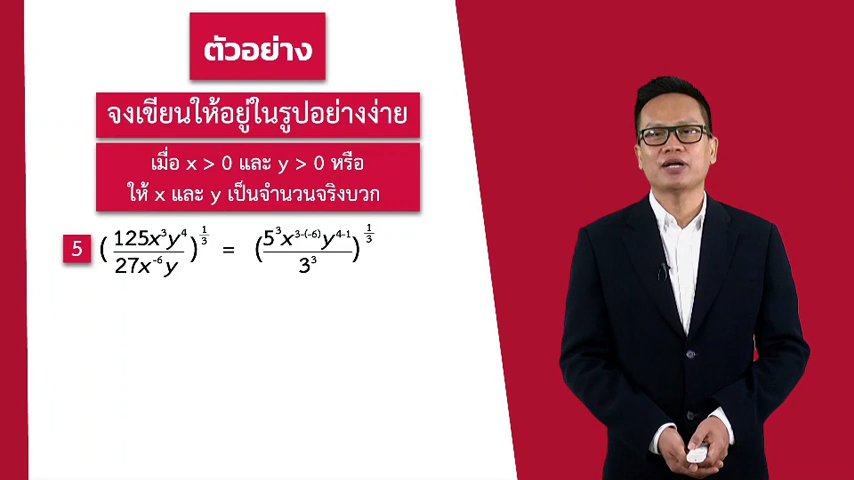 ตัวอย่าง
จงเขียนให้อยู่ในรูปอย่างง่าย
เมื่อ x > 0 และ y > 0 หรือ
ให้ x และ y เป็นจำนวนจริงบวก
5 (125x³y⁴ / 27x⁻⁶y)^(1/3) = (5³x³⁻⁽⁻⁶⁾y⁴⁻¹ / 3³)^(1/3)